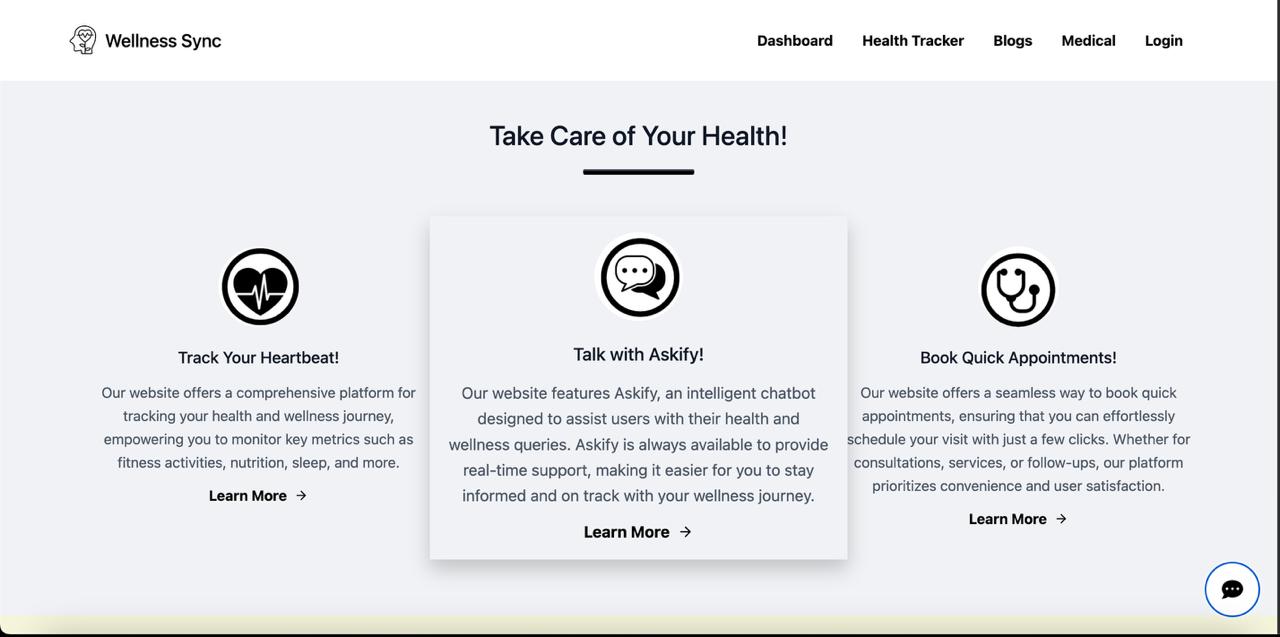 Wellness Sync
Dashboard
Health Tracker
Blogs
Medical
Login
Take Care of Your Health!
Track Your Heartbeat!
Our website offers a comprehensive platform for
tracking your health and wellness journey,
empowering you to monitor key metrics such as
fitness activities, nutrition, sleep, and more.
Learn More →
Talk with Askify!
Our website features Askify, an intelligent chatbot
designed to assist users with their health and
wellness queries. Askify is always available to provide
real-time support, making it easier for you to stay
informed and on track with your wellness journey.
Learn More →
Book Quick Appointments!
Our website offers a seamless way to book quick
appointments, ensuring that you can effortlessly
schedule your visit with just a few clicks. Whether for
consultations, services, or follow-ups, our platform
prioritizes convenience and user satisfaction.
Learn More →